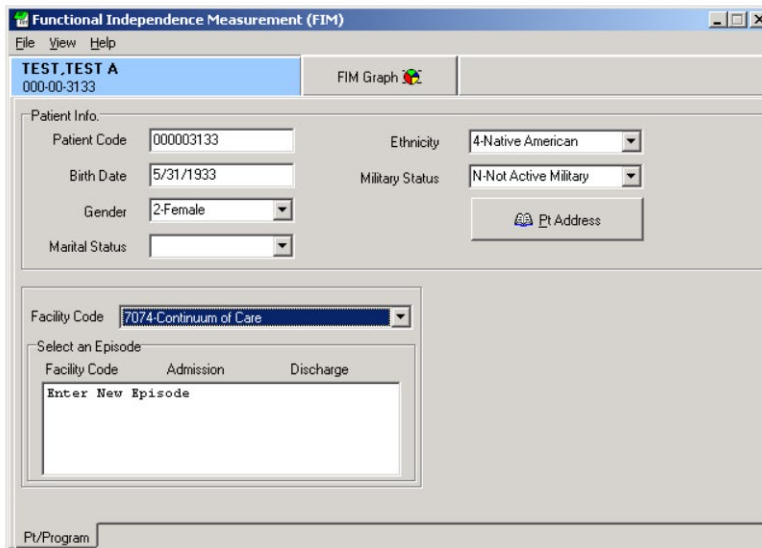 Functional Independence Measurement (FIM)
File View Help
TEST,TEST A
000-00-3133
FIM Graph
Patient Info.
Patient Code 000003133 Ethnicity 4-Native American
Birth Date 5/31/1933 Military Status N-Not Active Military
Gender 2-Female Pt Address
Marital Status
Facility Code 7074-Continuum of Care
Select an Episode
Facility Code Admission Discharge
Enter New Episode
Pt/Program